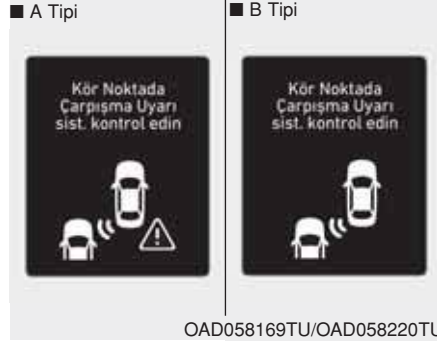 ■ A Tipi
Kör Noktada
Çarpışma Uyarı
sist. kontrol edin
■ B Tipi
Kör Noktada
Çarpışma Uyarı
sist. kontrol edin
OAD058169TU/OAD058220TU